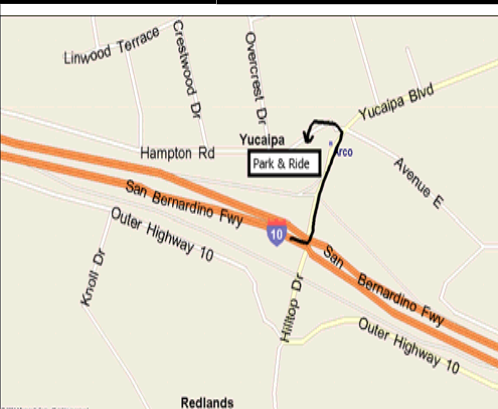 Linwood Terrace
Crestwood Dr
Overcrest Dr
Yucaipa Blvd
Yucaipa
Arco
Hampton Rd
Park & Ride
Avenue E
San Bernardino Fwy
Outer Highway 10
10
San Bernardino Fwy
Knoll Dr
Hilltop Dr
Outer Highway 10
Redlands